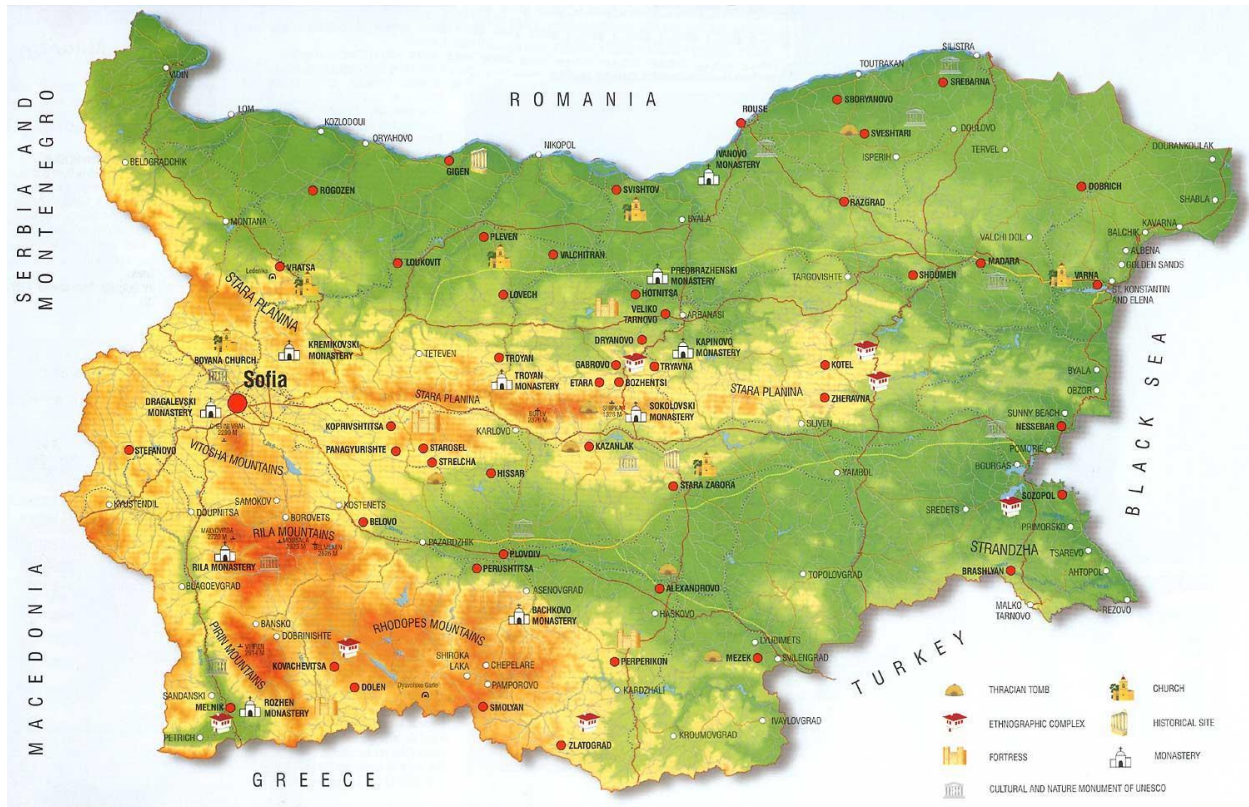 ROMANIA
SERBIAN AND
MONTENEGRO
MACEDONIA
GREECE
TURKEY
BLACK SEA
VIDIN
LOM
KOZLODOUI
ORYAHOVO
BELOGRADCHIK
GIGEN
NIKOPOL
ROGOZEN
MONTANA
SVISHTOV
ROUSE
IVANOVO
MONASTERY
TOUTRAKAN
SILISTRA
SREBARNA
SBORYANOVO
SVESHTARI
DOULOVO
ISPERIH
TERVEL
DOURANKOULAK
DOBRICH
SHABLA
RAZGRAD
BYALA
KAVARNA
BALCHIK
VALCHI DOL
ALBENA
GOLDEN SANDS
PLEVEN
VALCHITRAN
LOUKOVIT
VRATSA
Ledenika
STARA PLANINA
LOVECH
PREOBRAZHENSKI
MONASTERY
HOTNITSA
TARGOVISHTE
SHOUMEN
MADARA
VARNA
ST. KONSTANTIN
AND ELENA
VELIKO
TARNOVO
ARBANASI
KREMIKOVSKI
MONASTERY
DRYANOVO
KAPINOVO
MONASTERY
TETEVEN
TROYAN
TROYAN
MONASTERY
GABROVO
TRYAVNA
ETARA
BOZHENTSI
KOTEL
ZHERAVNA
STARA PLANINA
STARA PLANINA
BYALA
OBZOR
BOYANA CHURCH
Sofia
DRAGALEVSKI
MONASTERY
VITOSHA MOUNTAINS
STEFANOVO
BOTEV
2376 M
SHIPKA
SOKOLOVSKI
MONASTERY
KARLOVO
SLIVEN
SUNNY BEACH
NESSEBAR
POMORIE
BOURGAS
KOPRIVSHTITSA
PANAGYURISHTE
STAROSEL
STRELCHA
HISSAR
KAZANLAK
STARA ZAGORA
YAMBOL
SOZOPOL
SREDETS
PRIMORSKO
KYUSTENDIL
DOUPNITSA
SAMOKOV
BOROVETS
KOSTENETS
BELOVO
PAZARDZHIK
PLOVDIV
PERUSHTITSA
RILA MOUNTAINS
RILA MONASTERY
BLAGOEVGRAD
STRANDZHA
TSAREVO
AHTOPOL
BRASHLYAN
MALKO
TARNOVO
REZOVO
TOPOLOVGRAD
ALEXANDROVO
HASKOVO
ASENOVGRAD
BACHKOVO
MONASTERY
BANSKO
DOBRINISHTE
RHODOPES MOUNTAINS
PIRIN MOUNTAINS
KOVACHEVITSA
DOLEN
SHIROKA
LAKA
CHEPELARE
PAMPOROVO
SMOLYAN
PERPERIKON
KARDZHALI
LYUBIMETS
MEZEK
IVAYLOVGRAD
KROUMOVGRAD
ZLATOGRAD
SANDANSKI
MELNIK
ROZHEN
MONASTERY
PETRICH
THRACIAN TOMB
CHURCH
ETHNOGRAPHIC COMPLEX
HISTORICAL SITE
FORTRESS
MONASTERY
CULTURAL AND NATURE MONUMENT OF UNESCO